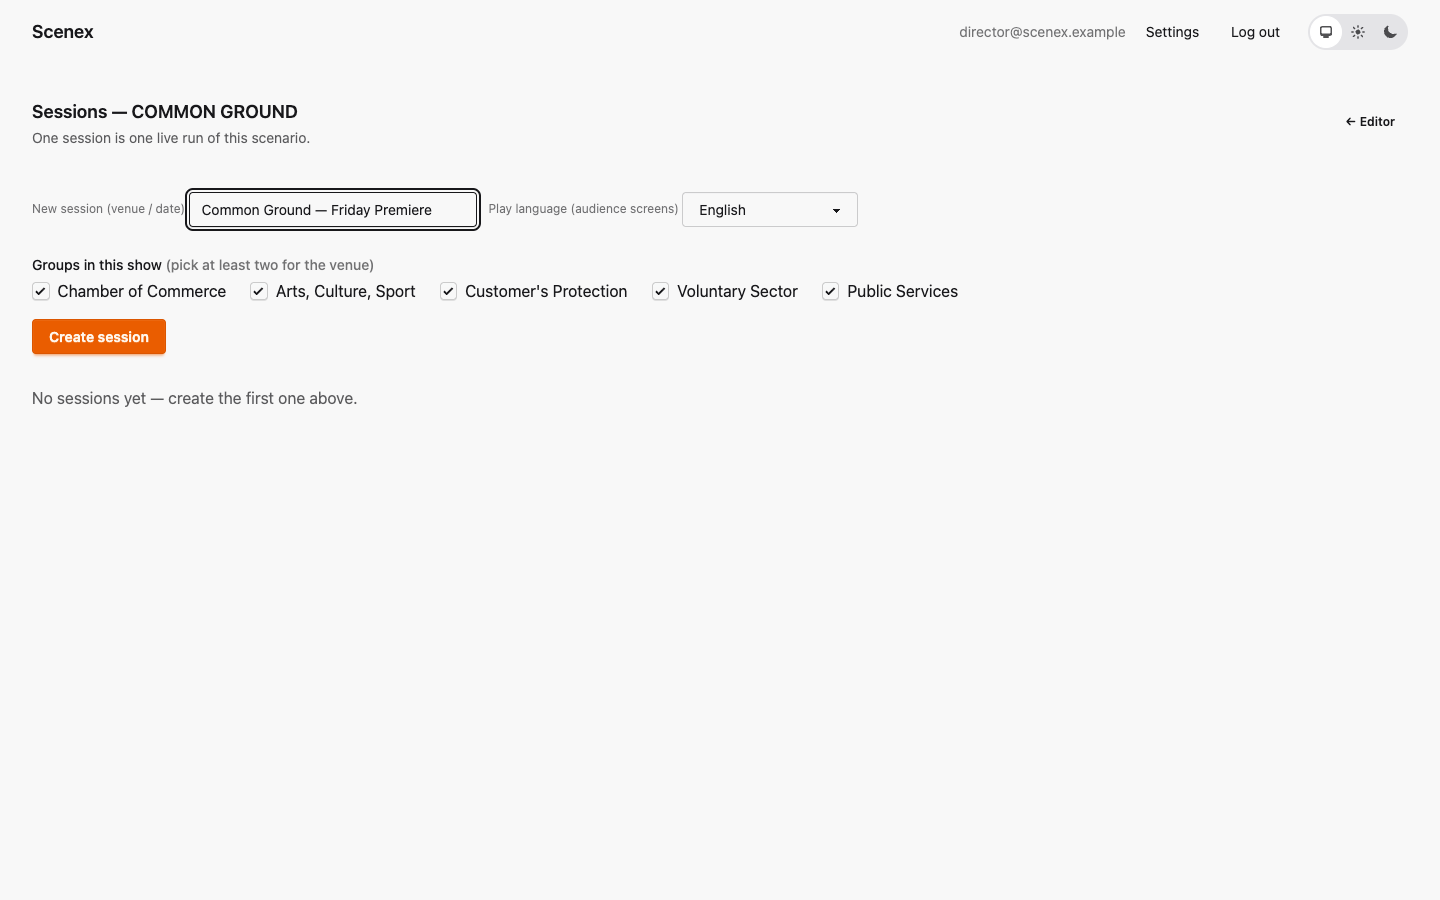 Scenex
director@scenex.example Settings Log out
Sessions — COMMON GROUND
One session is one live run of this scenario.
← Editor
New session (venue / date) Common Ground — Friday Premiere Play language (audience screens) English
Groups in this show (pick at least two for the venue)
Chamber of Commerce Arts, Culture, Sport Customer's Protection Voluntary Sector Public Services
Create session
No sessions yet — create the first one above.